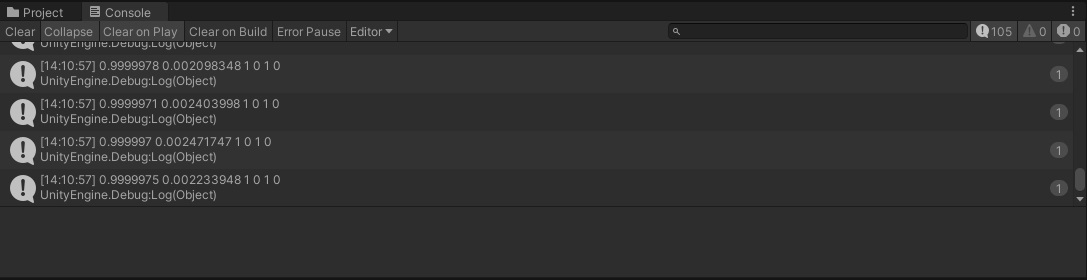 Project
Console
Clear Collapse Clear on Play Clear on Build Error Pause Editor 105 0 0
UnityEngine.Debug:Log(Object)
[14:10:57] 0.9999978 0.002098348 1 0 1 0
UnityEngine.Debug:Log(Object)
1
[14:10:57] 0.9999971 0.002403998 1 0 1 0
UnityEngine.Debug:Log(Object)
1
[14:10:57] 0.999997 0.002471747 1 0 1 0
UnityEngine.Debug:Log(Object)
1
[14:10:57] 0.9999975 0.002233948 1 0 1 0
UnityEngine.Debug:Log(Object)
1